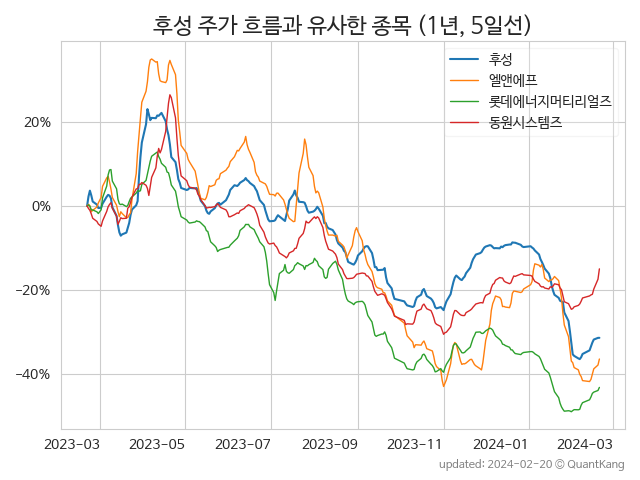 후성 주가 흐름과 유사한 종목 (1년, 5일선)
후성
엘앤에프
롯데에너지머티리얼즈
동원시스템즈
20%
0%
−20%
−40%
2023-03 2023-05 2023-07 2023-09 2023-11 2024-01 2024-03
updated: 2024-02-20 © QuantKang